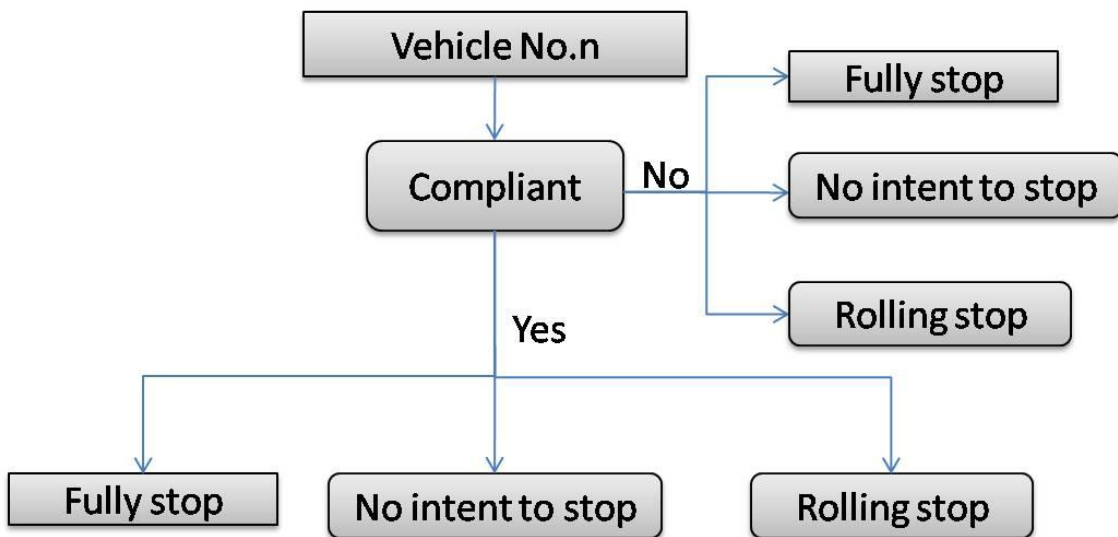 Vehicle No.n
Fully stop
Compliant
No
No intent to stop
Rolling stop
Yes
Fully stop
No intent to stop
Rolling stop